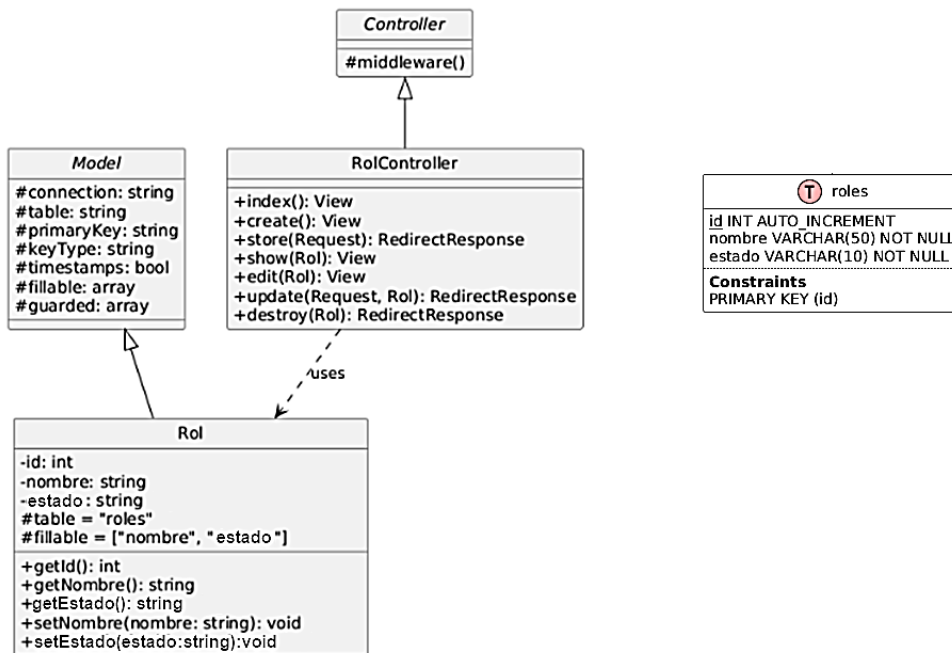 Controller
#middleware()
Model
#connection: string
#table: string
#primaryKey: string
#keyType: string
#timestamps: bool
#fillable: array
#guarded: array
RolController
+index(): View
+create(): View
+store(Request): RedirectResponse
+show(Rol): View
+edit(Rol): View
+update(Request, Rol): RedirectResponse
+destroy(Rol): RedirectResponse
T roles
id INT AUTO_INCREMENT
nombre VARCHAR(50) NOT NULL
estado VARCHAR(10) NOT NULL
Constraints
PRIMARY KEY (id)
uses
Rol
-id: int
-nombre: string
-estado: string
#table = "roles"
#fillable = ["nombre", "estado"]
+getId(): int
+getNombre(): string
+getEstado(): string
+setNombre(nombre: string): void
+setEstado(estado:string):void